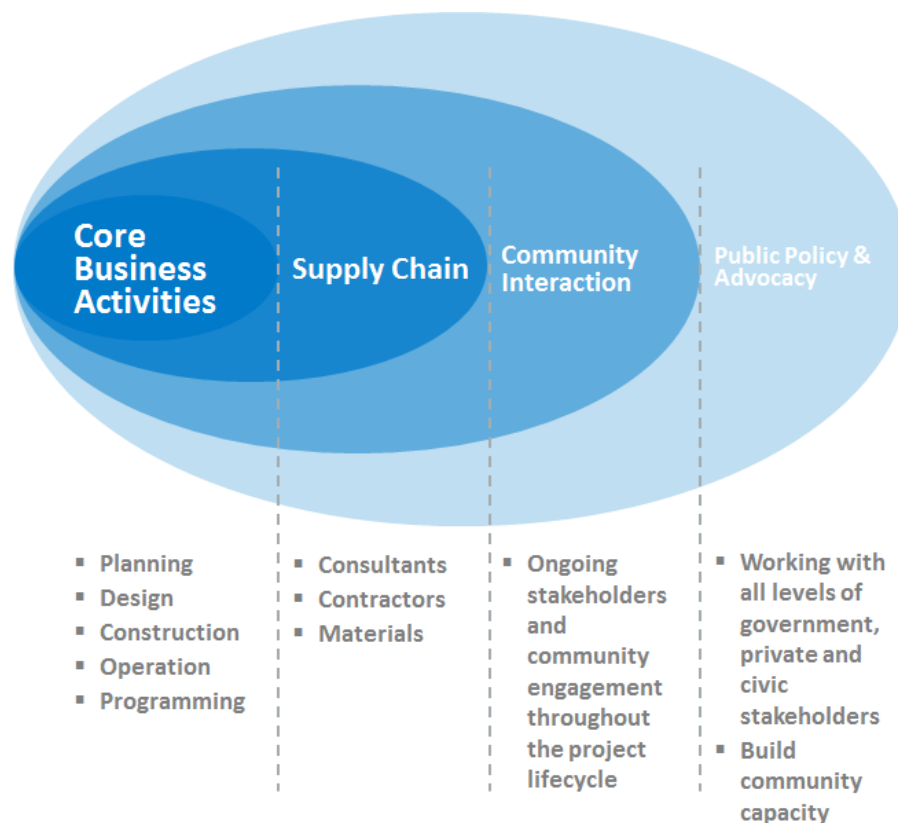 Core
Business
Activities
Supply Chain
Community
Interaction
Public Policy &
Advocacy
▪ Planning
▪ Design
▪ Construction
▪ Operation
▪ Programming
▪ Consultants
▪ Contractors
▪ Materials
▪ Ongoing
stakeholders
and
community
engagement
throughout
the project
lifecycle
▪ Working with
all levels of
government,
private and
civic
stakeholders
▪ Build
community
capacity